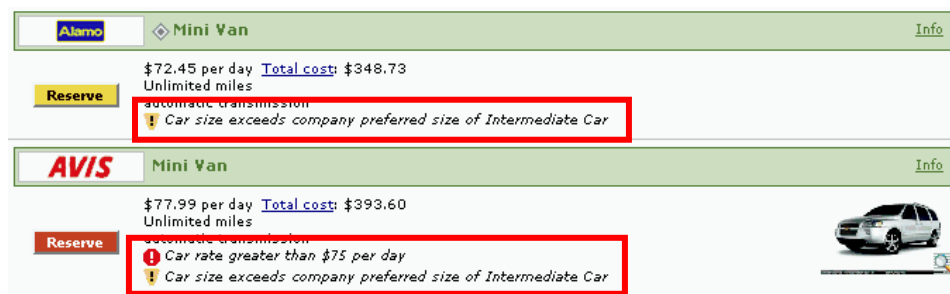 Alamo Mini Van Info
$72.45 per day Total cost: $348.73
Unlimited miles
Reserve
automatic transmission
Car size exceeds company preferred size of Intermediate Car
AVIS Mini Van Info
$77.99 per day Total cost: $393.60
Unlimited miles
Reserve
automatic transmission
Car rate greater than $75 per day
Car size exceeds company preferred size of Intermediate Car